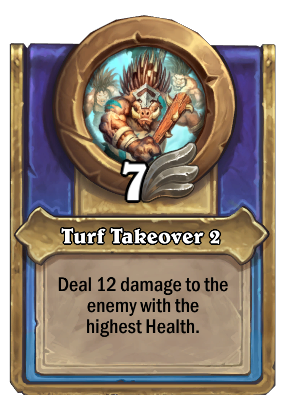 7
Turf Takeover 2
Deal 12 damage to the
enemy with the
highest Health.